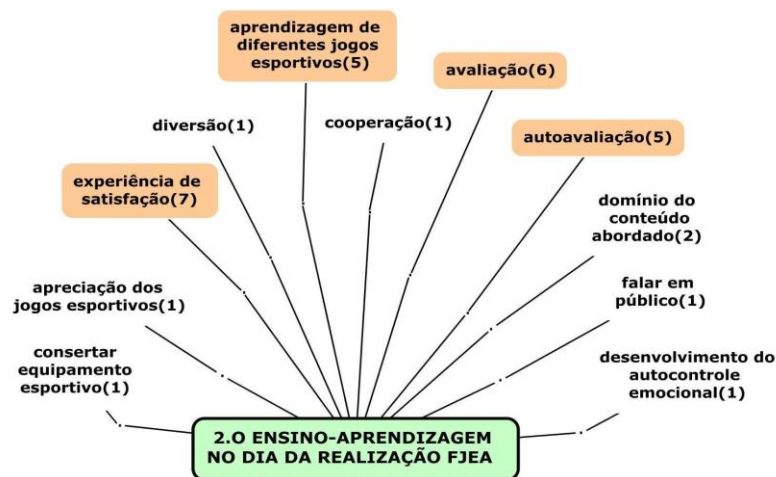 aprendizagem de
diferentes jogos
esportivos(5)
avaliação(6)
diversão(1)
cooperação(1)
autoavaliação(5)
experiência de
satisfação(7)
domínio do
conteúdo
abordado(2)
apreciação dos
jogos esportivos(1)
falar em
público(1)
consertar
equipamento
esportivo(1)
desenvolvimento do
autocontrole
emocional(1)
2.O ENSINO-APRENDIZAGEM
NO DIA DA REALIZAÇÃO FJEA